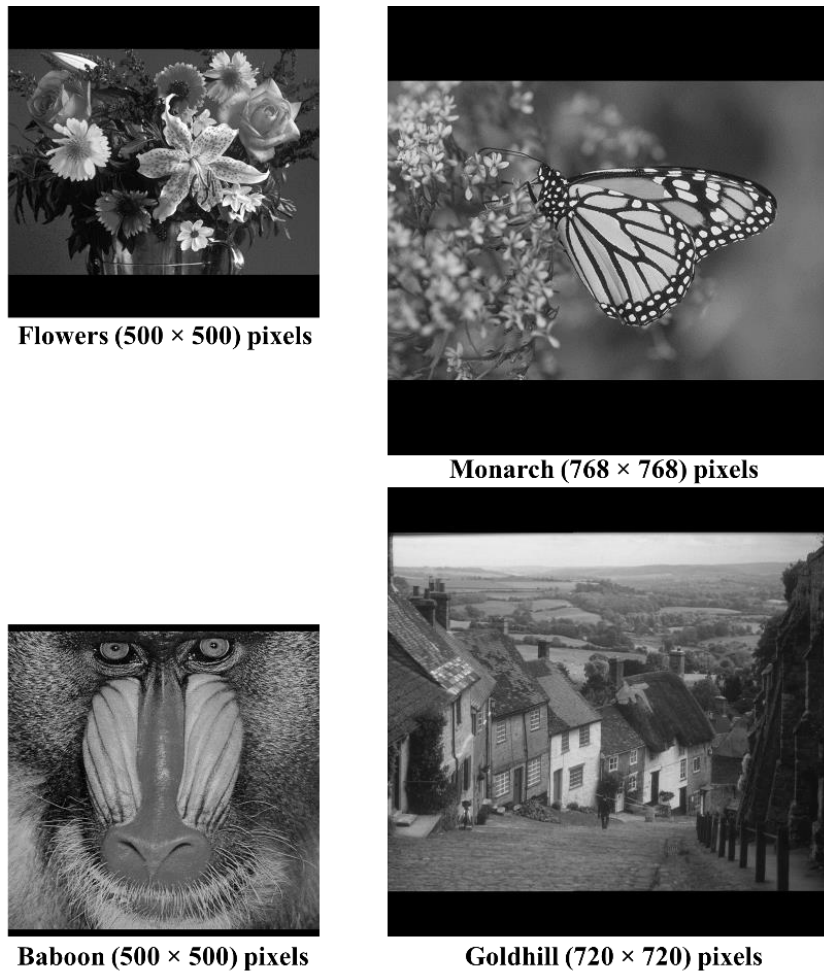 Flowers (500 × 500) pixels
Monarch (768 × 768) pixels
Baboon (500 × 500) pixels
Goldhill (720 × 720) pixels